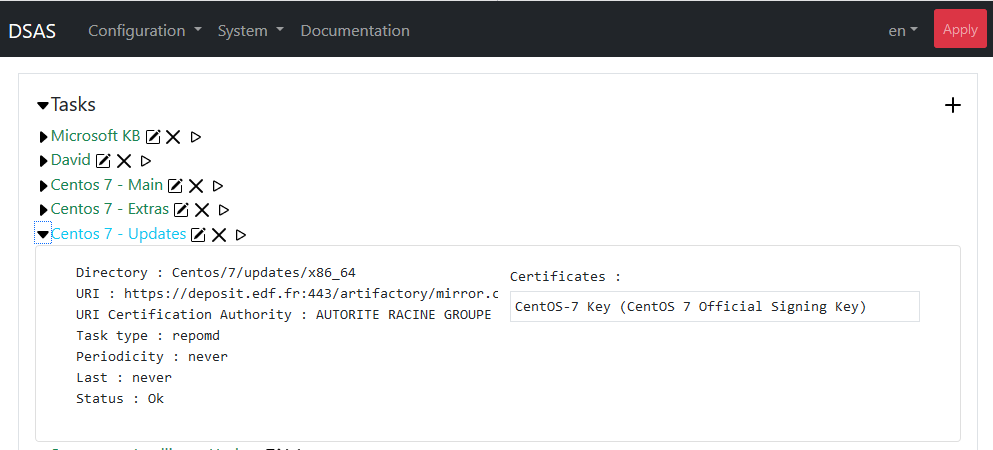 DSAS Configuration System Documentation en Apply
Tasks
Microsoft KB
David
Centos 7 - Main
Centos 7 - Extras
Centos 7 - Updates
Directory : Centos/7/updates/x86_64
URI : https://deposit.edf.fr:443/artifactory/mirror.c
URI Certification Authority : AUTORITE RACINE GROUPE
Task type : repomd
Periodicity : never
Last : never
Status : Ok
Certificates :
CentOS-7 Key (CentOS 7 Official Signing Key)